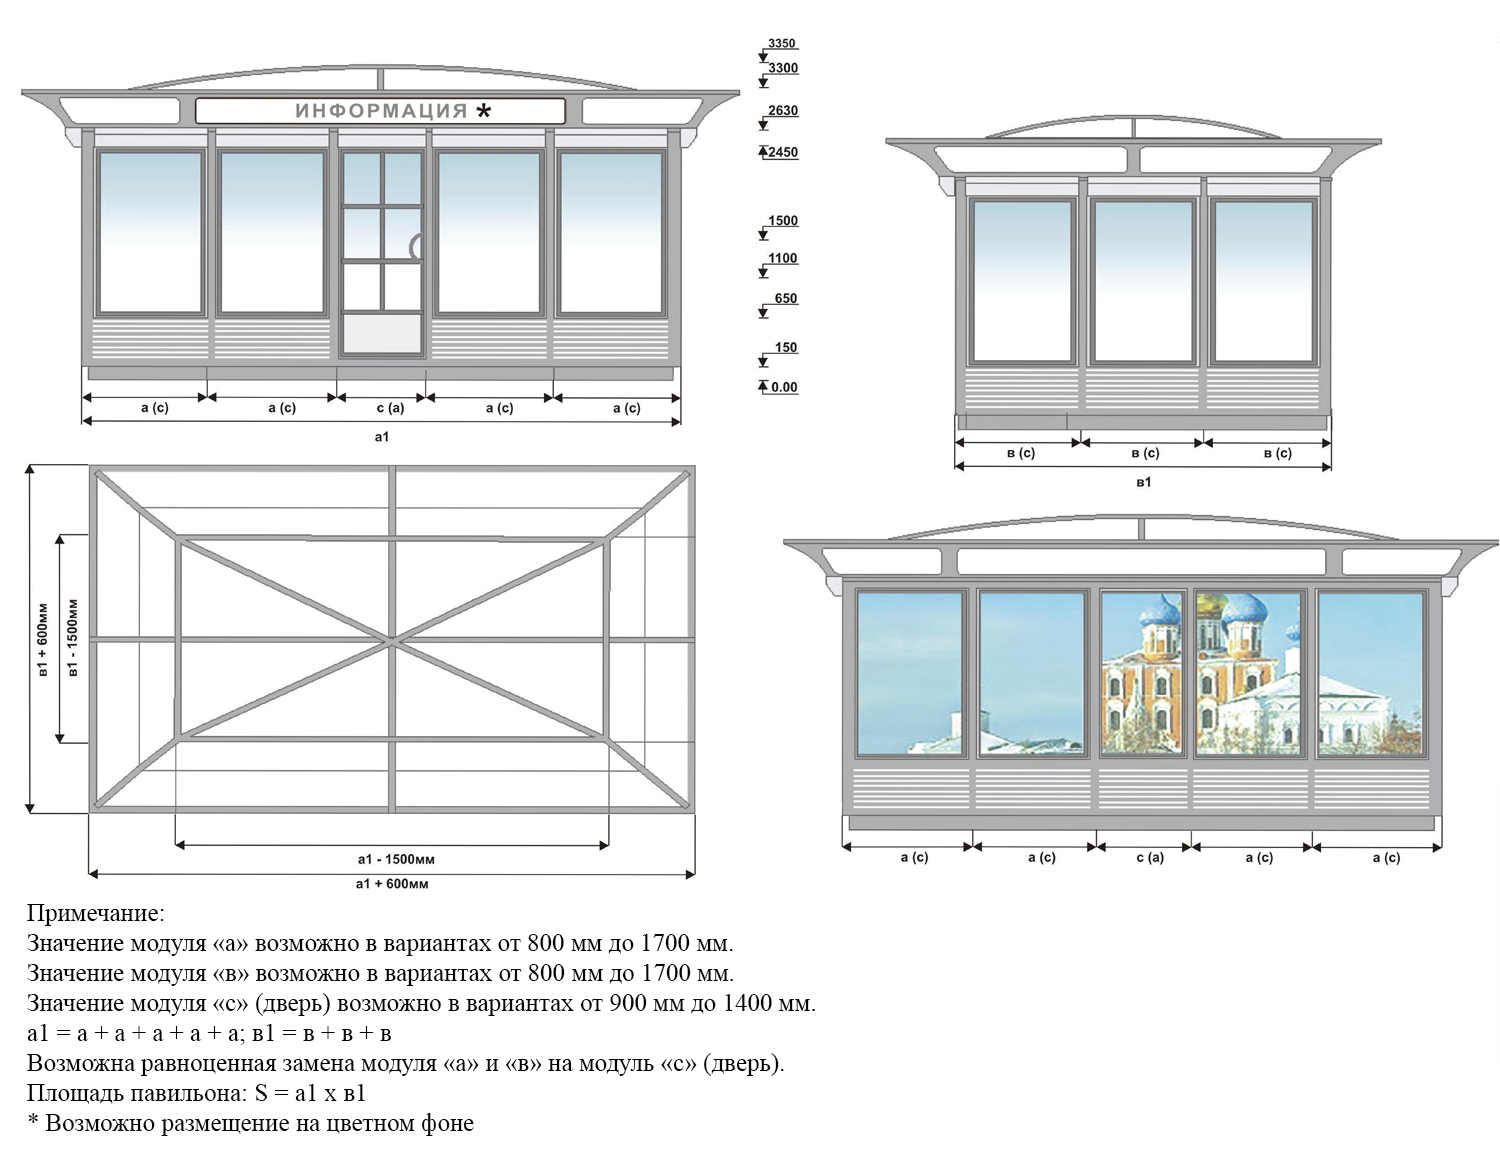 ИНФОРМАЦИЯ *
а (с) а (с) с (а) а (с) а (с)
а1
3350
3300
2630
2450
1500
1100
650
150
0.00
в (с) в (с) в (с)
в1
в1 + 600мм
в1 - 1500мм
а1 - 1500мм
а1 + 600мм
а (с) а (с) с (а) а (с) а (с)
Примечание:
Значение модуля «а» возможно в вариантах от 800 мм до 1700 мм.
Значение модуля «в» возможно в вариантах от 800 мм до 1700 мм.
Значение модуля «с» (дверь) возможно в вариантах от 900 мм до 1400 мм.
а1 = а + а + а + а + а; в1 = в + в + в
Возможна равноценная замена модуля «а» и «в» на модуль «с» (дверь).
Площадь павильона: S = а1 х в1
* Возможно размещение на цветном фоне